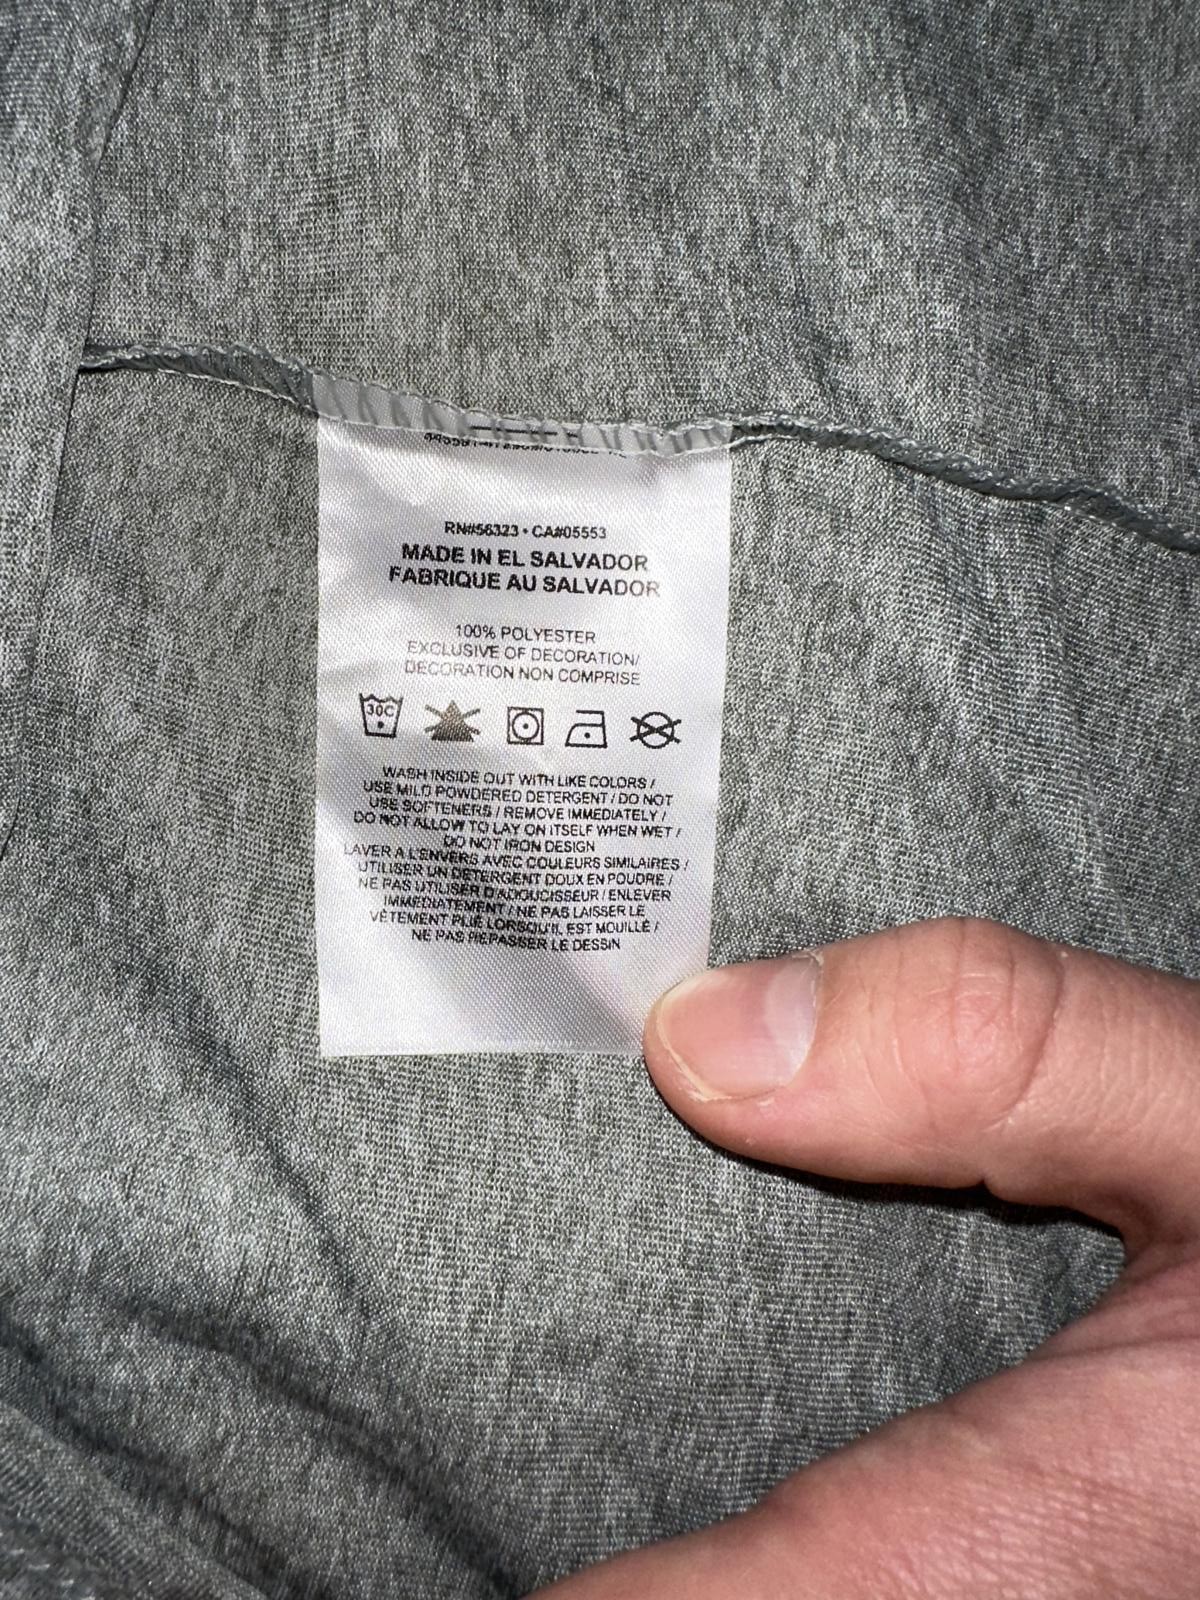 RN#56323 • CA#05553
MADE IN EL SALVADOR
FABRIQUE AU SALVADOR
100% POLYESTER
EXCLUSIVE OF DECORATION/
DECORATION NON COMPRISE
30C
WASH INSIDE OUT WITH LIKE COLORS /
USE MILD POWDERED DETERGENT / DO NOT
USE SOFTENERS / REMOVE IMMEDIATELY /
DO NOT ALLOW TO LAY ON ITSELF WHEN WET /
DO NOT IRON DESIGN
LAVER A L'ENVERS AVEC COULEURS SIMILAIRES /
UTILISER UN DETERGENT DOUX EN POUDRE /
NE PAS UTILISER D'ADOUCISSEUR / ENLEVER
IMMÉDIATEMENT / NE PAS LAISSER LE
VÊTEMENT PLIÉ LORSQU'IL EST MOUILLÉ /
NE PAS REPASSER LE DESSIN